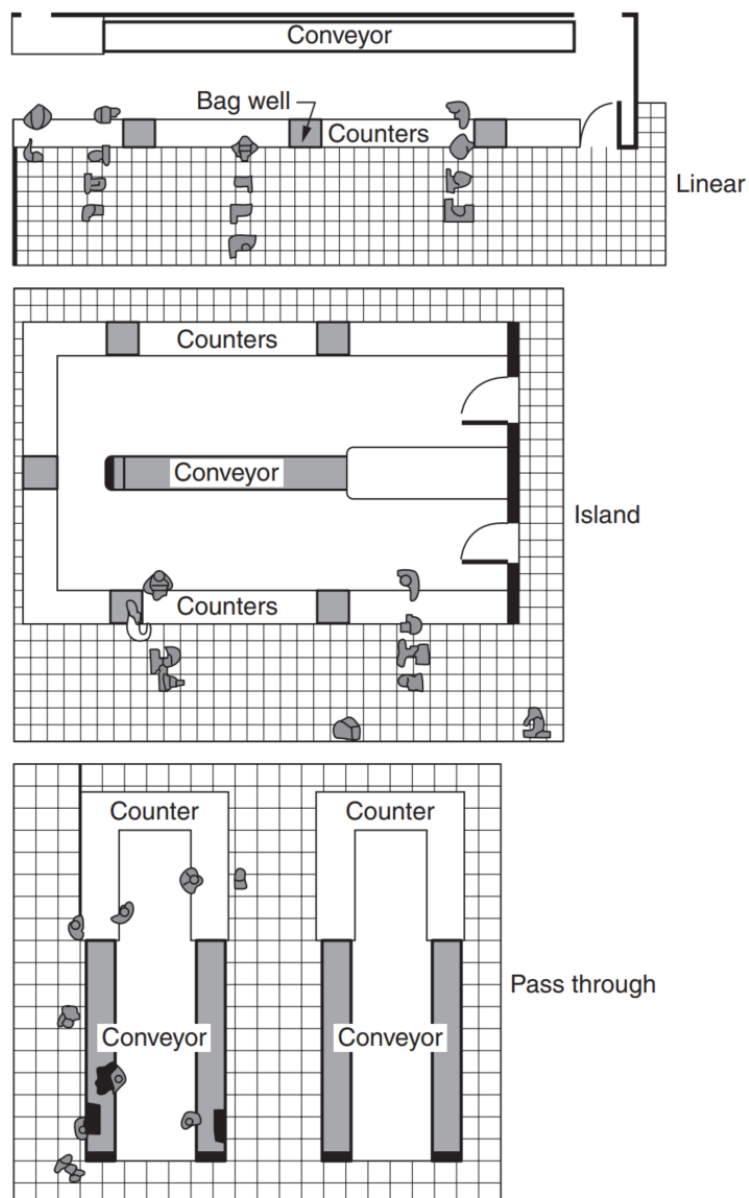 Conveyor
Bag well
Counters
Linear
Counters
Conveyor
Island
Counters
Counter
Counter
Pass through
Conveyor
Conveyor